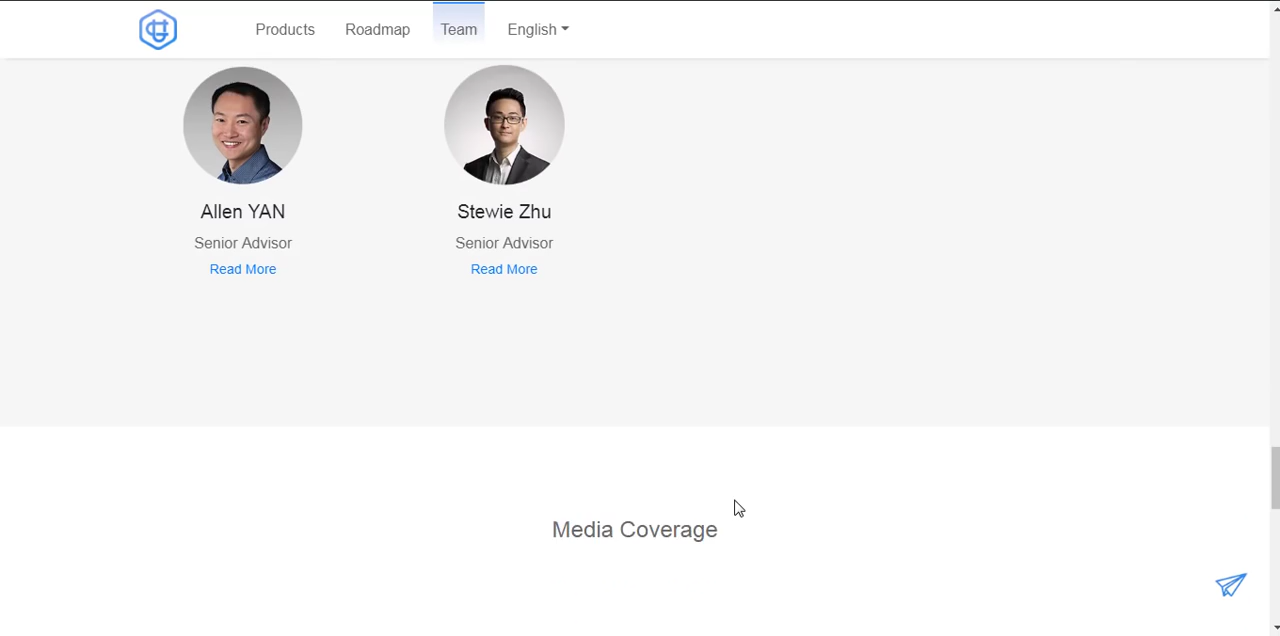 Products Roadmap Team English
Allen YAN Stewie Zhu
Senior Advisor Senior Advisor
Read More Read More
Media Coverage